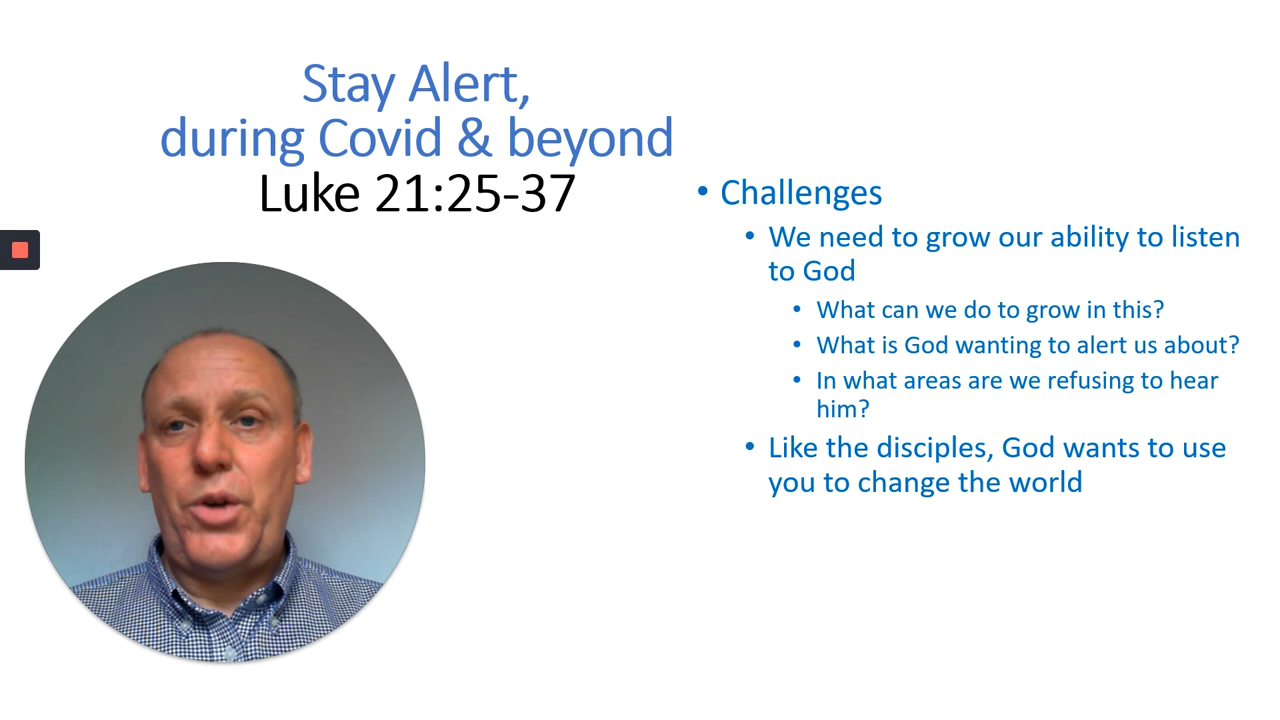 Stay Alert,
during Covid & beyond
Luke 21:25-37
• Challenges
• We need to grow our ability to listen
to God
• What can we do to grow in this?
• What is God wanting to alert us about?
• In what areas are we refusing to hear
him?
• Like the disciples, God wants to use
you to change the world